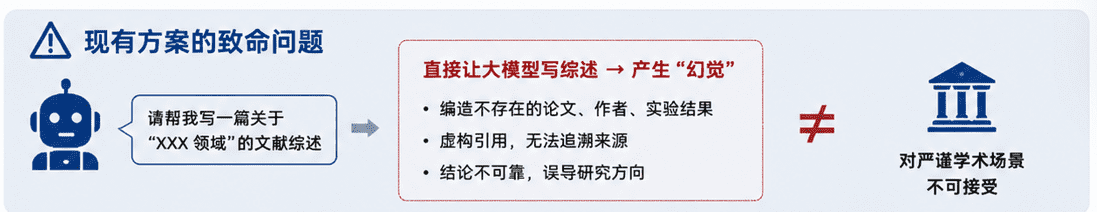 现有方案的致命问题
请帮我写一篇关于
“XXX 领域”的文献综述
直接让大模型写综述 → 产生 “幻觉”
• 编造不存在的论文、作者、实验结果
• 虚构引用，无法追溯来源
• 结论不可靠，误导研究方向
≠
对严谨学术场景
不可接受